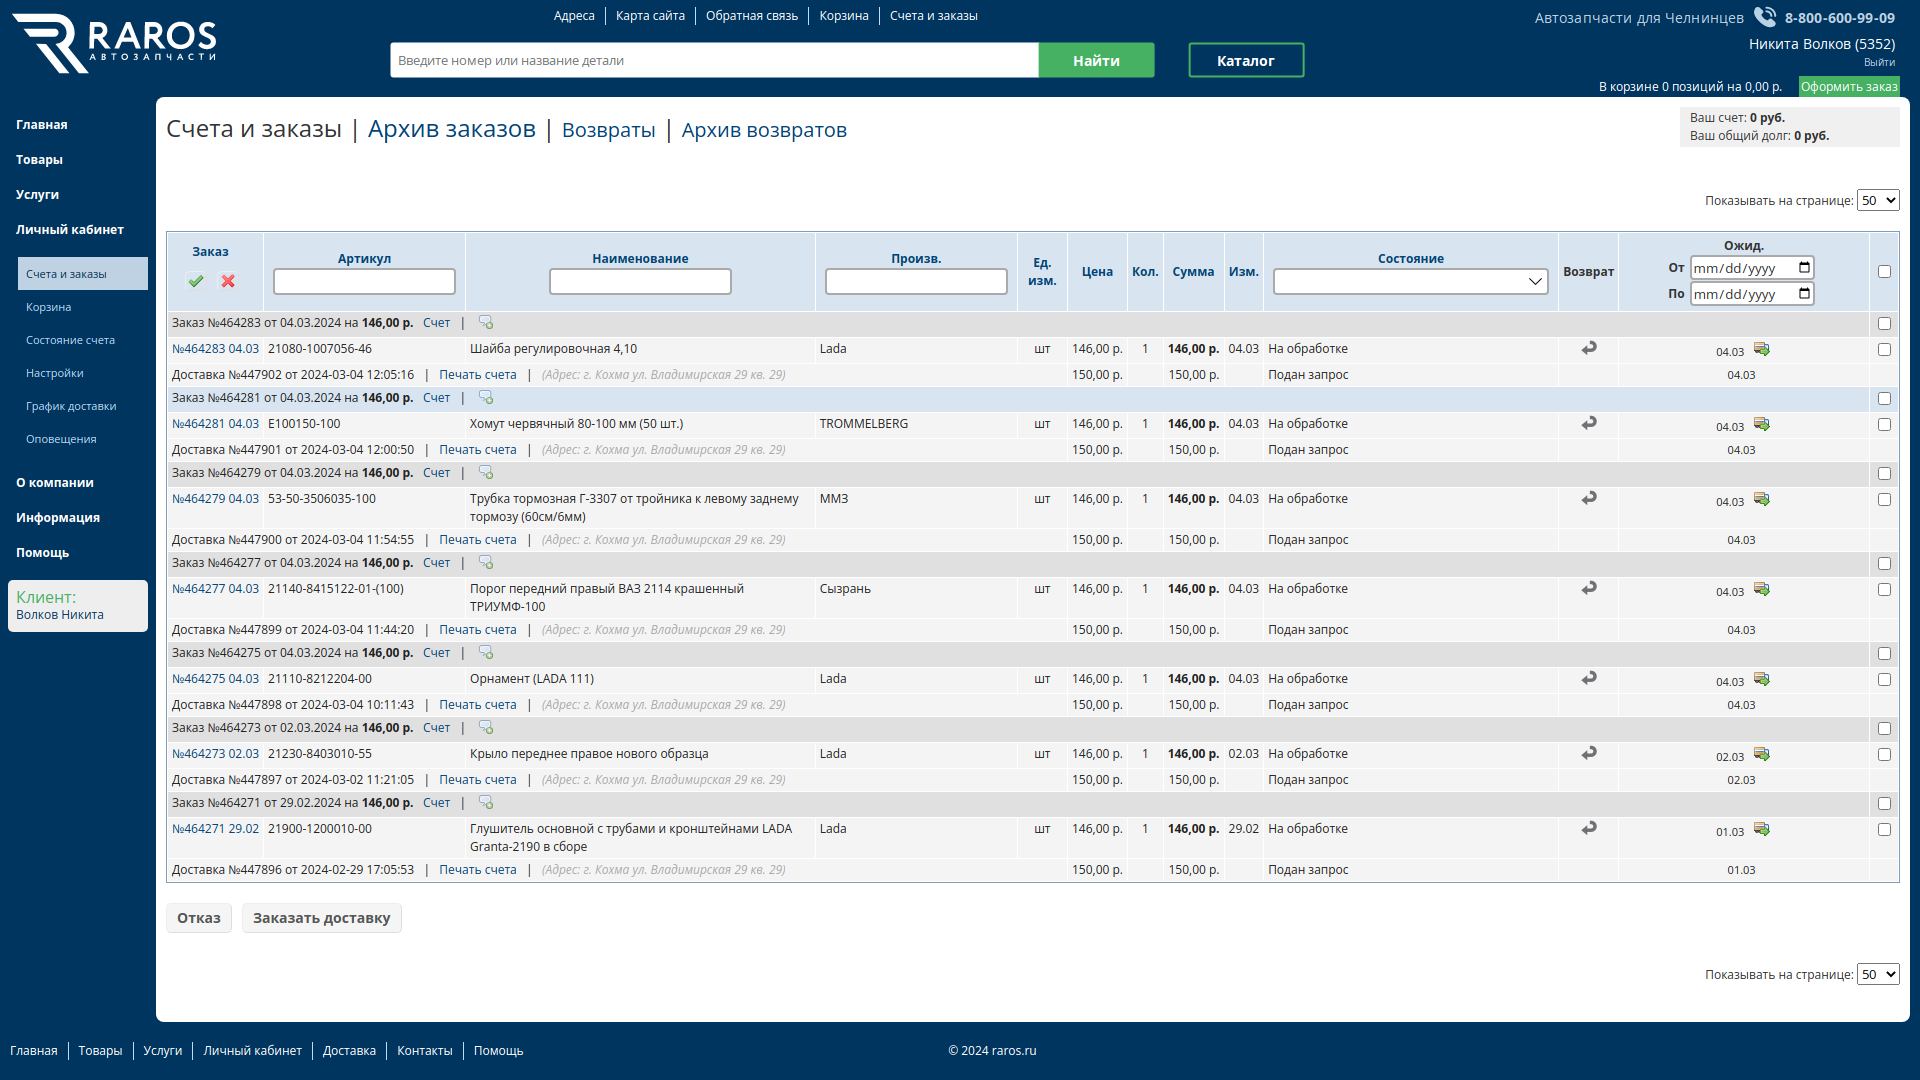 RAROS
АВТОЗАПЧАСТИ
Адреса
Карта сайта
Обратная связь
Корзина
Счета и заказы
Автозапчасти для Челнинцев
8-800-600-99-09
Введите номер или название детали
Найти
Каталог
Никита Волков (5352)
Выйти
В корзине 0 позиций на 0,00 р.
Оформить заказ
Главная
Товары
Услуги
Личный кабинет
Счета и заказы
Корзина
Состояние счета
Настройки
График доставки
Оповещения
О компании
Информация
Помощь
Клиент:
Волков Никита
Счета и заказы | Архив заказов | Возвраты | Архив возвратов
Ваш счет: 0 руб.
Ваш общий долг: 0 руб.
Показывать на странице: 50
Заказ Артикул Наименование Произв. Ед. изм. Цена Кол. Сумма Изм. Состояние Возврат Ожид.
От mm/dd/yyyy
По mm/dd/yyyy
Заказ №464283 от 04.03.2024 на 146,00 р. Счет |
№464283 04.03 21080-1007056-46 Шайба регулировочная 4,10 Lada шт 146,00 р. 1 146,00 р. 04.03 На обработке 04.03
Доставка №447902 от 2024-03-04 12:05:16 | Печать счета | (Адрес: г. Кохма ул. Владимирская 29 кв. 29) 150,00 р. 150,00 р. Подан запрос 04.03
Заказ №464281 от 04.03.2024 на 146,00 р. Счет |
№464281 04.03 E100150-100 Хомут червячный 80-100 мм (50 шт.) TROMMELBERG шт 146,00 р. 1 146,00 р. 04.03 На обработке 04.03
Доставка №447901 от 2024-03-04 12:00:50 | Печать счета | (Адрес: г. Кохма ул. Владимирская 29 кв. 29) 150,00 р. 150,00 р. Подан запрос 04.03
Заказ №464279 от 04.03.2024 на 146,00 р. Счет |
№464279 04.03 53-50-3506035-100 Трубка тормозная Г-3307 от тройника к левому заднему ММЗ шт 146,00 р. 1 146,00 р. 04.03 На обработке 04.03
тормозу (60см/6мм)
Доставка №447900 от 2024-03-04 11:54:55 | Печать счета | (Адрес: г. Кохма ул. Владимирская 29 кв. 29) 150,00 р. 150,00 р. Подан запрос 04.03
Заказ №464277 от 04.03.2024 на 146,00 р. Счет |
№464277 04.03 21140-8415122-01-(100) Порог передний правый ВАЗ 2114 крашенный Сызрань шт 146,00 р. 1 146,00 р. 04.03 На обработке 04.03
ТРИУМФ-100
Доставка №447899 от 2024-03-04 11:44:20 | Печать счета | (Адрес: г. Кохма ул. Владимирская 29 кв. 29) 150,00 р. 150,00 р. Подан запрос 04.03
Заказ №464275 от 04.03.2024 на 146,00 р. Счет |
№464275 04.03 21110-8212204-00 Орнамент (LADA 111) Lada шт 146,00 р. 1 146,00 р. 04.03 На обработке 04.03
Доставка №447898 от 2024-03-04 10:11:43 | Печать счета | (Адрес: г. Кохма ул. Владимирская 29 кв. 29) 150,00 р. 150,00 р. Подан запрос 04.03
Заказ №464273 от 02.03.2024 на 146,00 р. Счет |
№464273 02.03 21230-8403010-55 Крыло переднее правое нового образца Lada шт 146,00 р. 1 146,00 р. 02.03 На обработке 02.03
Доставка №447897 от 2024-03-02 11:21:05 | Печать счета | (Адрес: г. Кохма ул. Владимирская 29 кв. 29) 150,00 р. 150,00 р. Подан запрос 02.03
Заказ №464271 от 29.02.2024 на 146,00 р. Счет |
№464271 29.02 21900-1200010-00 Глушитель основной с трубами и кронштейнами LADA Lada шт 146,00 р. 1 146,00 р. 29.02 На обработке 01.03
Granta-2190 в сборе
Доставка №447896 от 2024-02-29 17:05:53 | Печать счета | (Адрес: г. Кохма ул. Владимирская 29 кв. 29) 150,00 р. 150,00 р. Подан запрос 01.03
Отказ
Заказать доставку
Показывать на странице: 50
Главная
Товары
Услуги
Личный кабинет
Доставка
Контакты
Помощь
© 2024 raros.ru